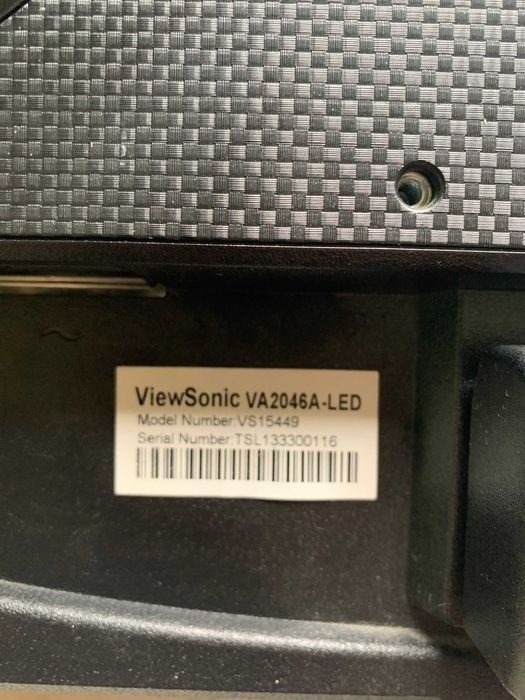 ViewSonic VA2046A-LED
Model Number:VS15449
Serial Number:TSL133300116